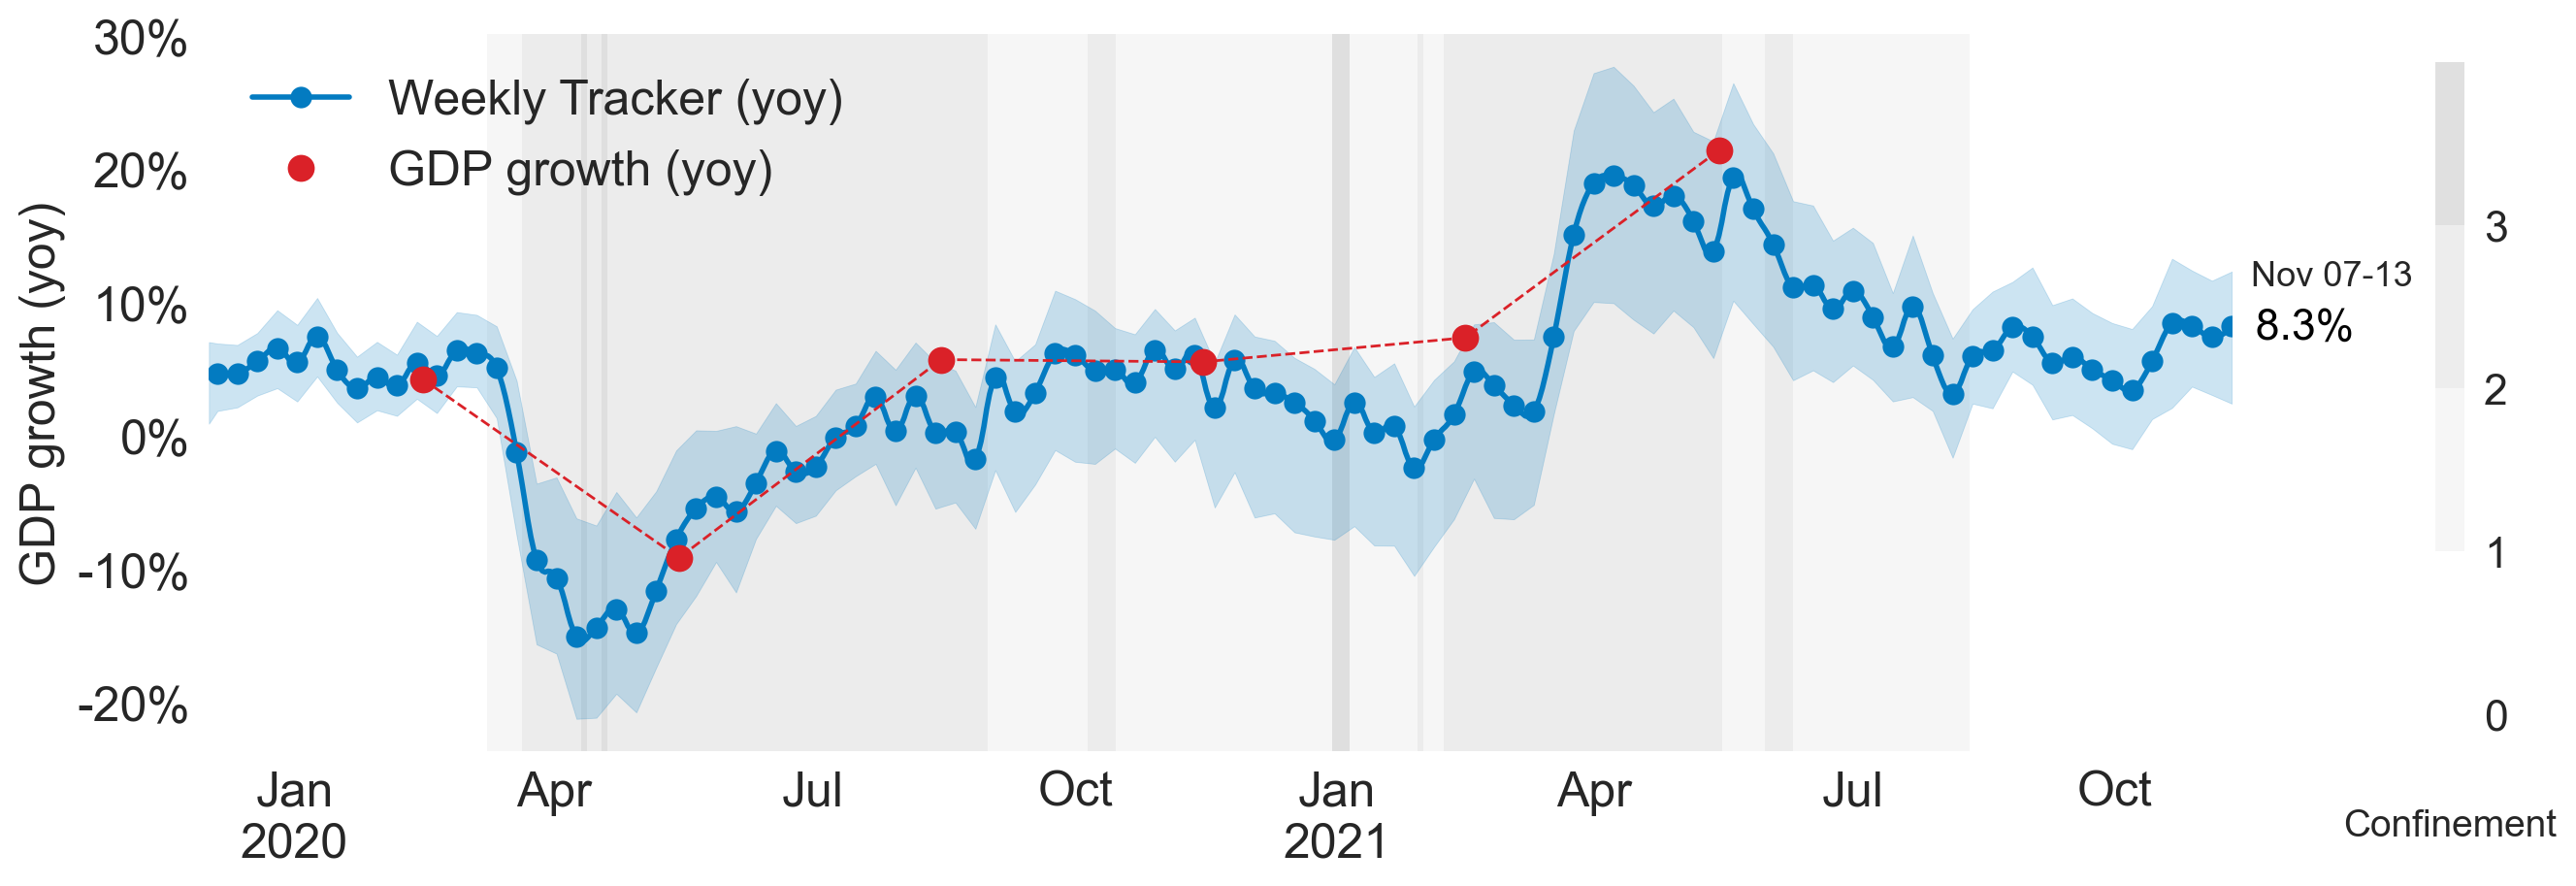 30%
20%
10%
0%
-10%
-20%
GDP growth (yoy)
Weekly Tracker (yoy)
GDP growth (yoy)
Nov 07-13
8.3%
3
2
1
0
Confinement
Jan
2020
Apr
Jul
Oct
Jan
2021
Apr
Jul
Oct